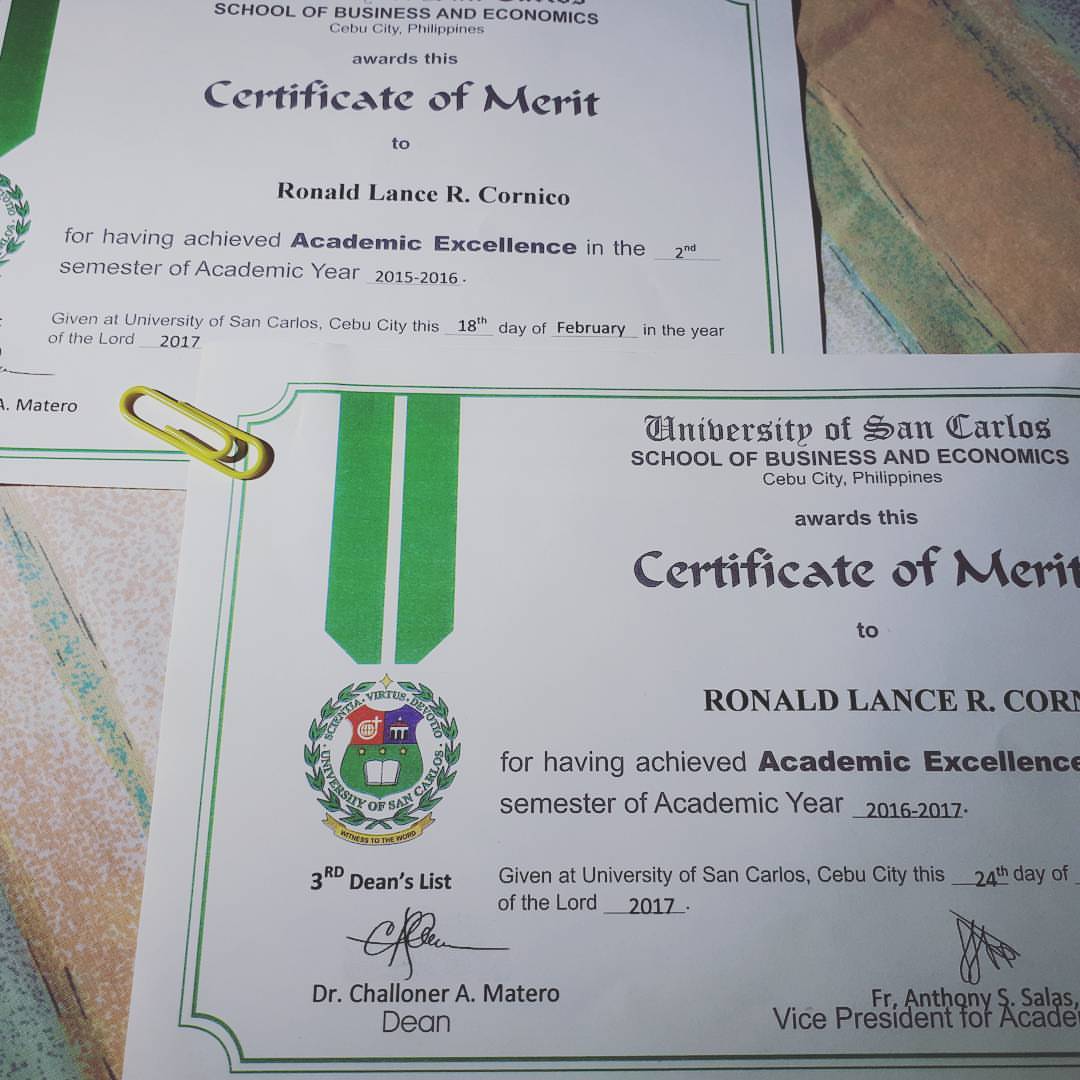 SCHOOL OF BUSINESS AND ECONOMICS
Cebu City, Philippines
awards this
Certificate of Merit
to
Ronald Lance R. Cornico
for having achieved Academic Excellence in the 2nd
semester of Academic Year 2015-2016.
Given at University of San Carlos, Cebu City this 18th day of February in the year
of the Lord 2017
A. Matero
University of San Carlos
SCHOOL OF BUSINESS AND ECONOMICS
Cebu City, Philippines
awards this
Certificate of Merit
to
RONALD LANCE R. CORN
for having achieved Academic Excellence
semester of Academic Year 2016-2017.
SCIENTIA · VIRTUS · DEVOTIO
UNIVERSITY OF SAN CARLOS
WITNESS TO THE WORD
3RD Dean's List
Given at University of San Carlos, Cebu City this 24th day of
of the Lord 2017.
Dr. Challoner A. Matero
Dean
Fr. Anthony S. Salas,
Vice President for Acade